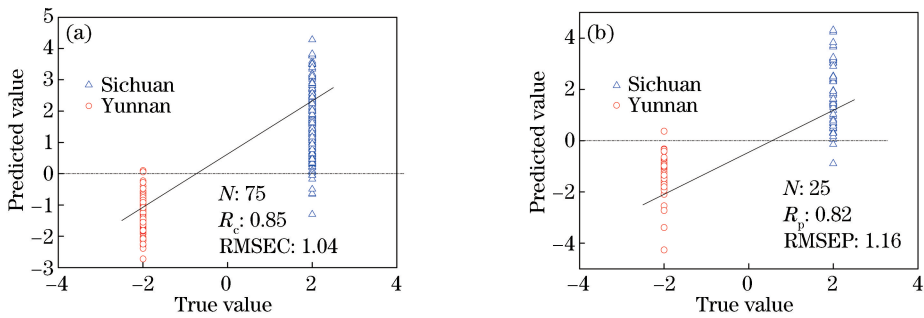 (a)
5
4
3
2
1
0
−1
−2
−3
Predicted value
△ Sichuan
○ Yunnan
N: 75
Rc: 0.85
RMSEC: 1.04
−4 −2 0 2 4
True value
(b)
4
2
0
−2
−4
Predicted value
△ Sichuan
○ Yunnan
N: 25
Rp: 0.82
RMSEP: 1.16
−4 −2 0 2 4
True value